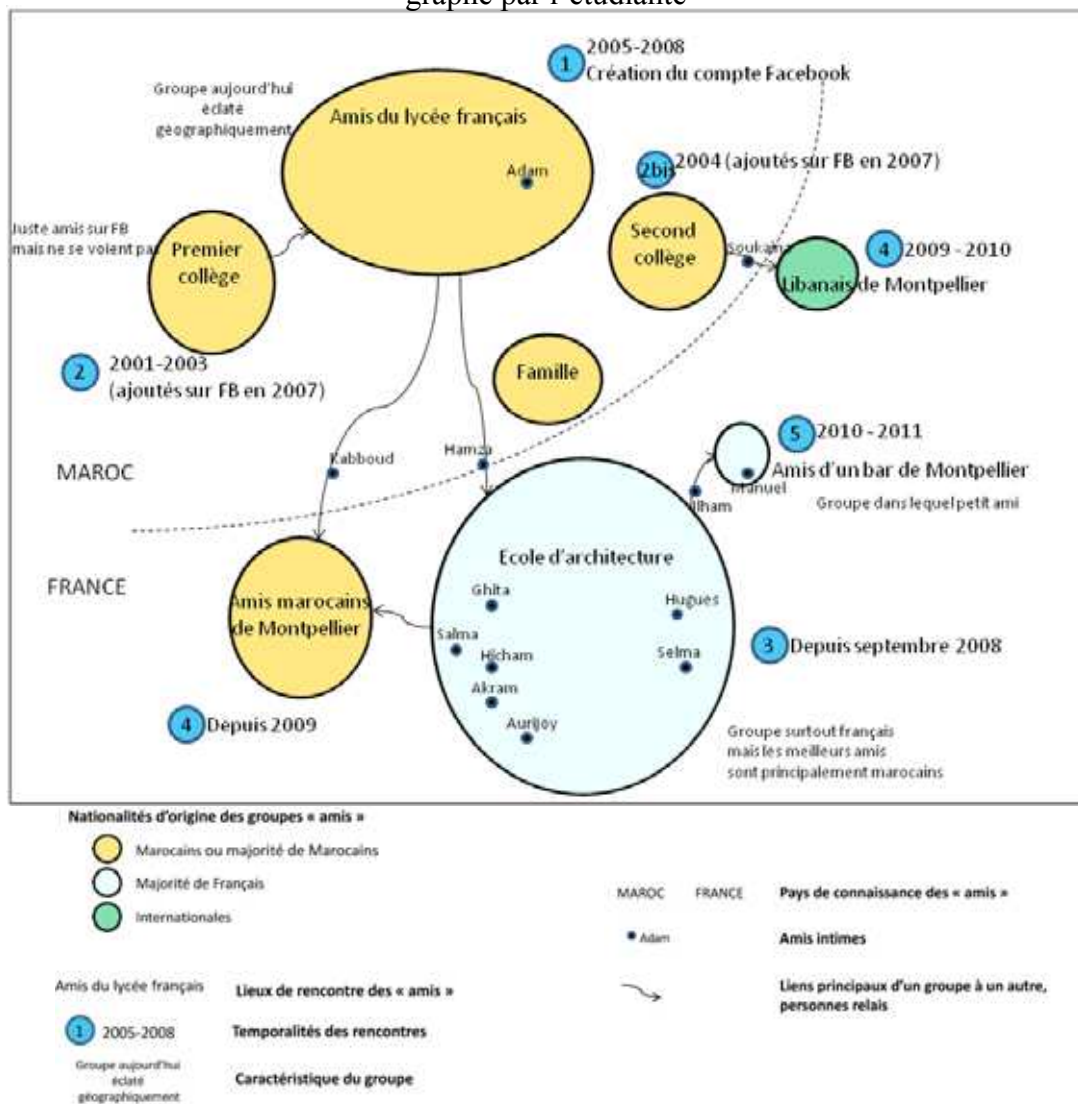 graphe par l'étudiante
1
2005-2008
Création du compte Facebook
Groupe aujourd'hui
éclaté
géographiquement
Amis du lycée français
Adam
2bis
2004 (ajoutés sur FB en 2007)
Juste amis sur FB
mais ne se voient pas
Premier
collège
Second
collège
Soukaina
4
2009 - 2010
Libanais de Montpellier
2
2001-2003
(ajoutés sur FB en 2007)
Famille
5
2010 - 2011
Amis d'un bar de Montpellier
Manuel
Ilham
Groupe dans lequel petit ami
Kabboud
Hamza
MAROC
FRANCE
Ecole d'architecture
Amis marocains
de Montpellier
Ghita
Hugues
Salma
Hicham
Selma
Akram
Aurijoy
3
Depuis septembre 2008
4
Depuis 2009
Groupe surtout français
mais les meilleurs amis
sont principalement marocains
Nationalités d'origine des groupes « amis »
Marocains ou majorité de Marocains
Majorité de Français
Internationales
MAROC FRANCE Pays de connaissance des « amis »
Adam Amis intimes
Amis du lycée français Lieux de rencontre des « amis »
Liens principaux d'un groupe à un autre,
personnes relais
1 2005-2008 Temporalités des rencontres
Groupe aujourd'hui
éclaté
géographiquement
Caractéristique du groupe